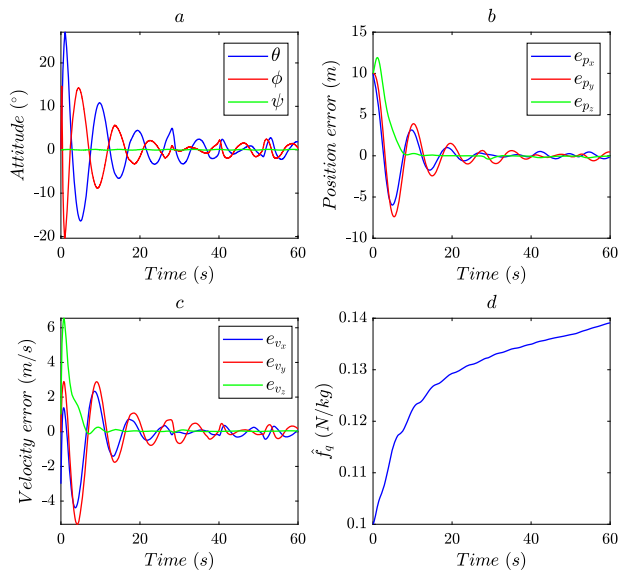 a
θ
ϕ
ψ
Attitude (°)
20
10
0
-10
-20
0
20
40
60
Time (s)
b
e_{p_x}
e_{p_y}
e_{p_z}
Position error (m)
15
10
5
0
-5
-10
0
20
40
60
Time (s)
c
e_{v_x}
e_{v_y}
e_{v_z}
Velocity error (m/s)
6
4
2
0
-2
-4
0
20
40
60
Time (s)
d
f̂_q (N/kg)
0.14
0.13
0.12
0.11
0.1
0
20
40
60
Time (s)